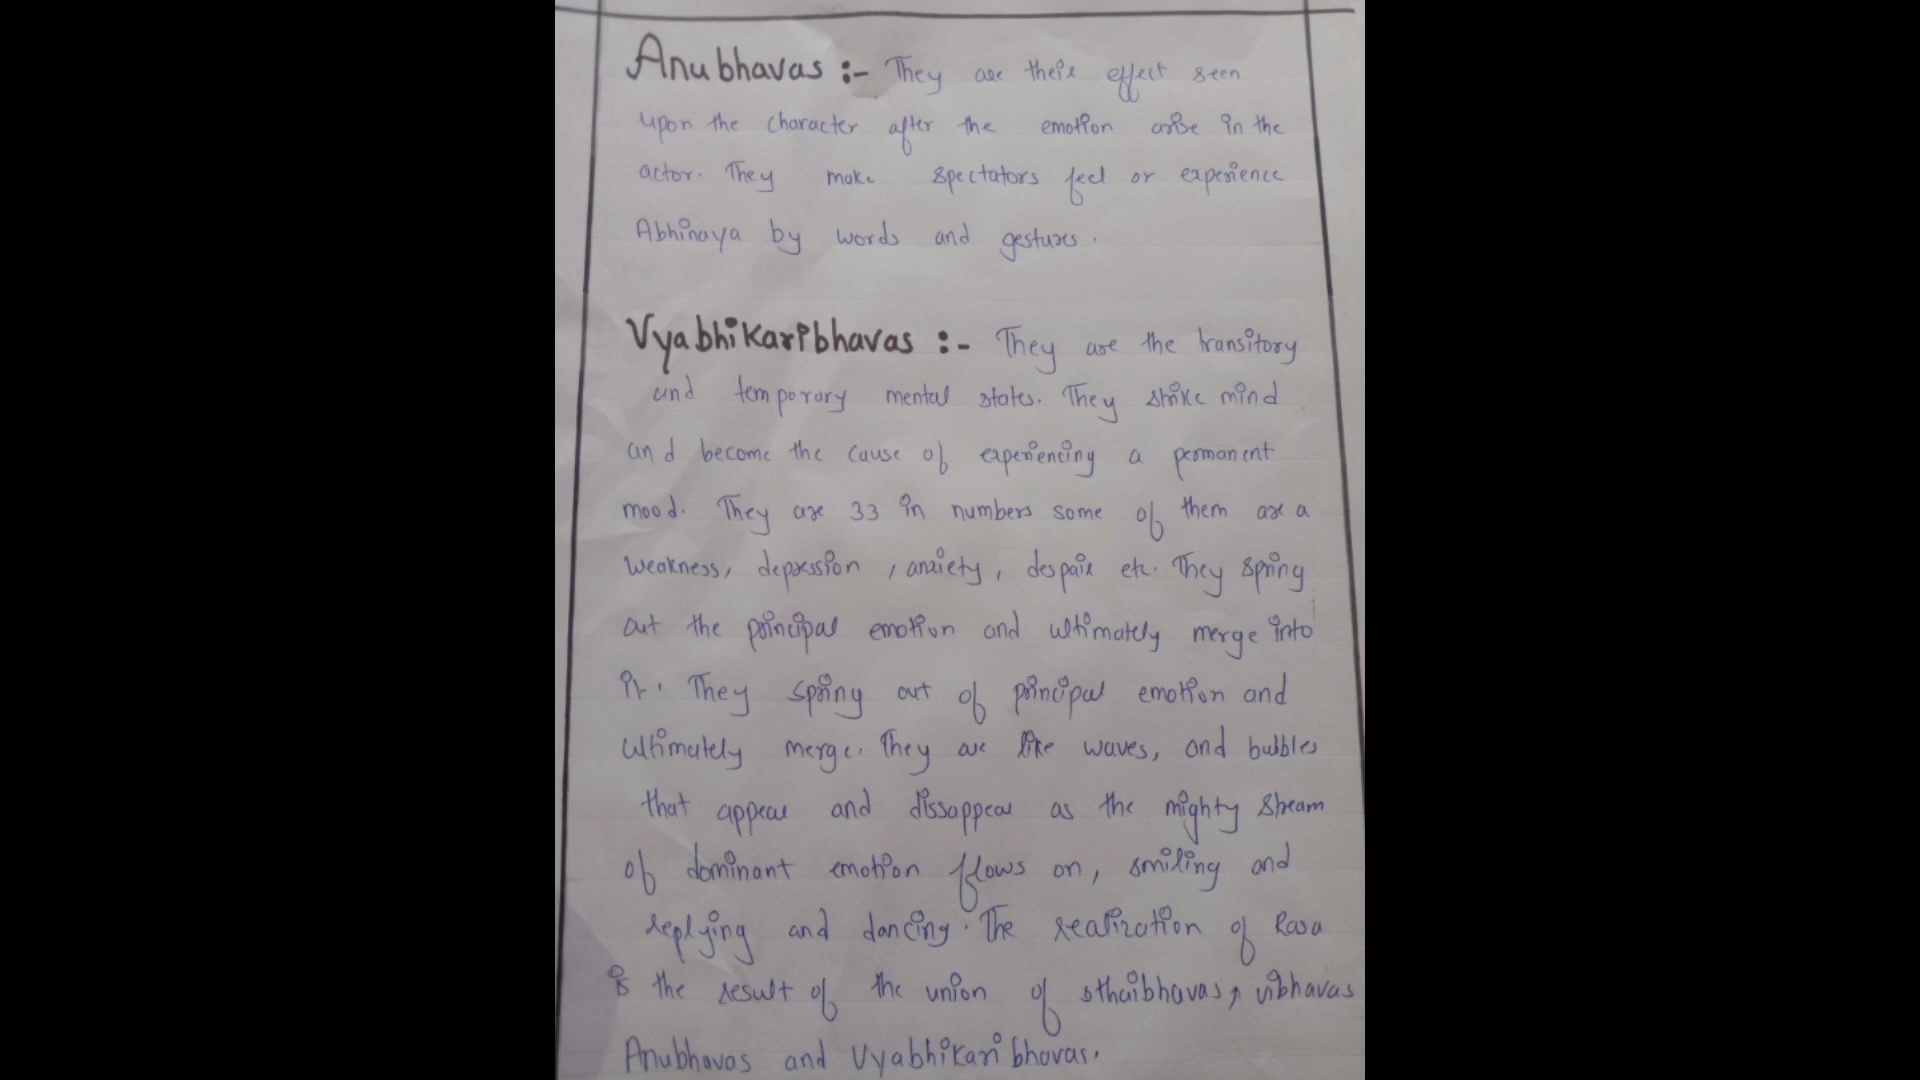 Anubhavas :- They are their effect seen
upon the character after the emotion arise in the
actor. They make spectators feel or experience
Abhinaya by words and gestures.
Vyabhikaribhavas :- They are the transitory
and temporary mental states. They strike mind
and become the cause of experiencing a permanent
mood. They are 33 in numbers some of them are a
weakness, depression, anxiety, despair etc. They spring
out the principal emotion and ultimately merge into
it. They spring out of principal emotion and
ultimately merge. They are like waves, and bubbles
that appear and dissappear as the mighty stream
of dominant emotion flows on, smiling and
replying and dancing. The realization of Rasa
is the result of the union of sthaibhavas, vibhavas
Anubhavas and Vyabhikaribhavas.